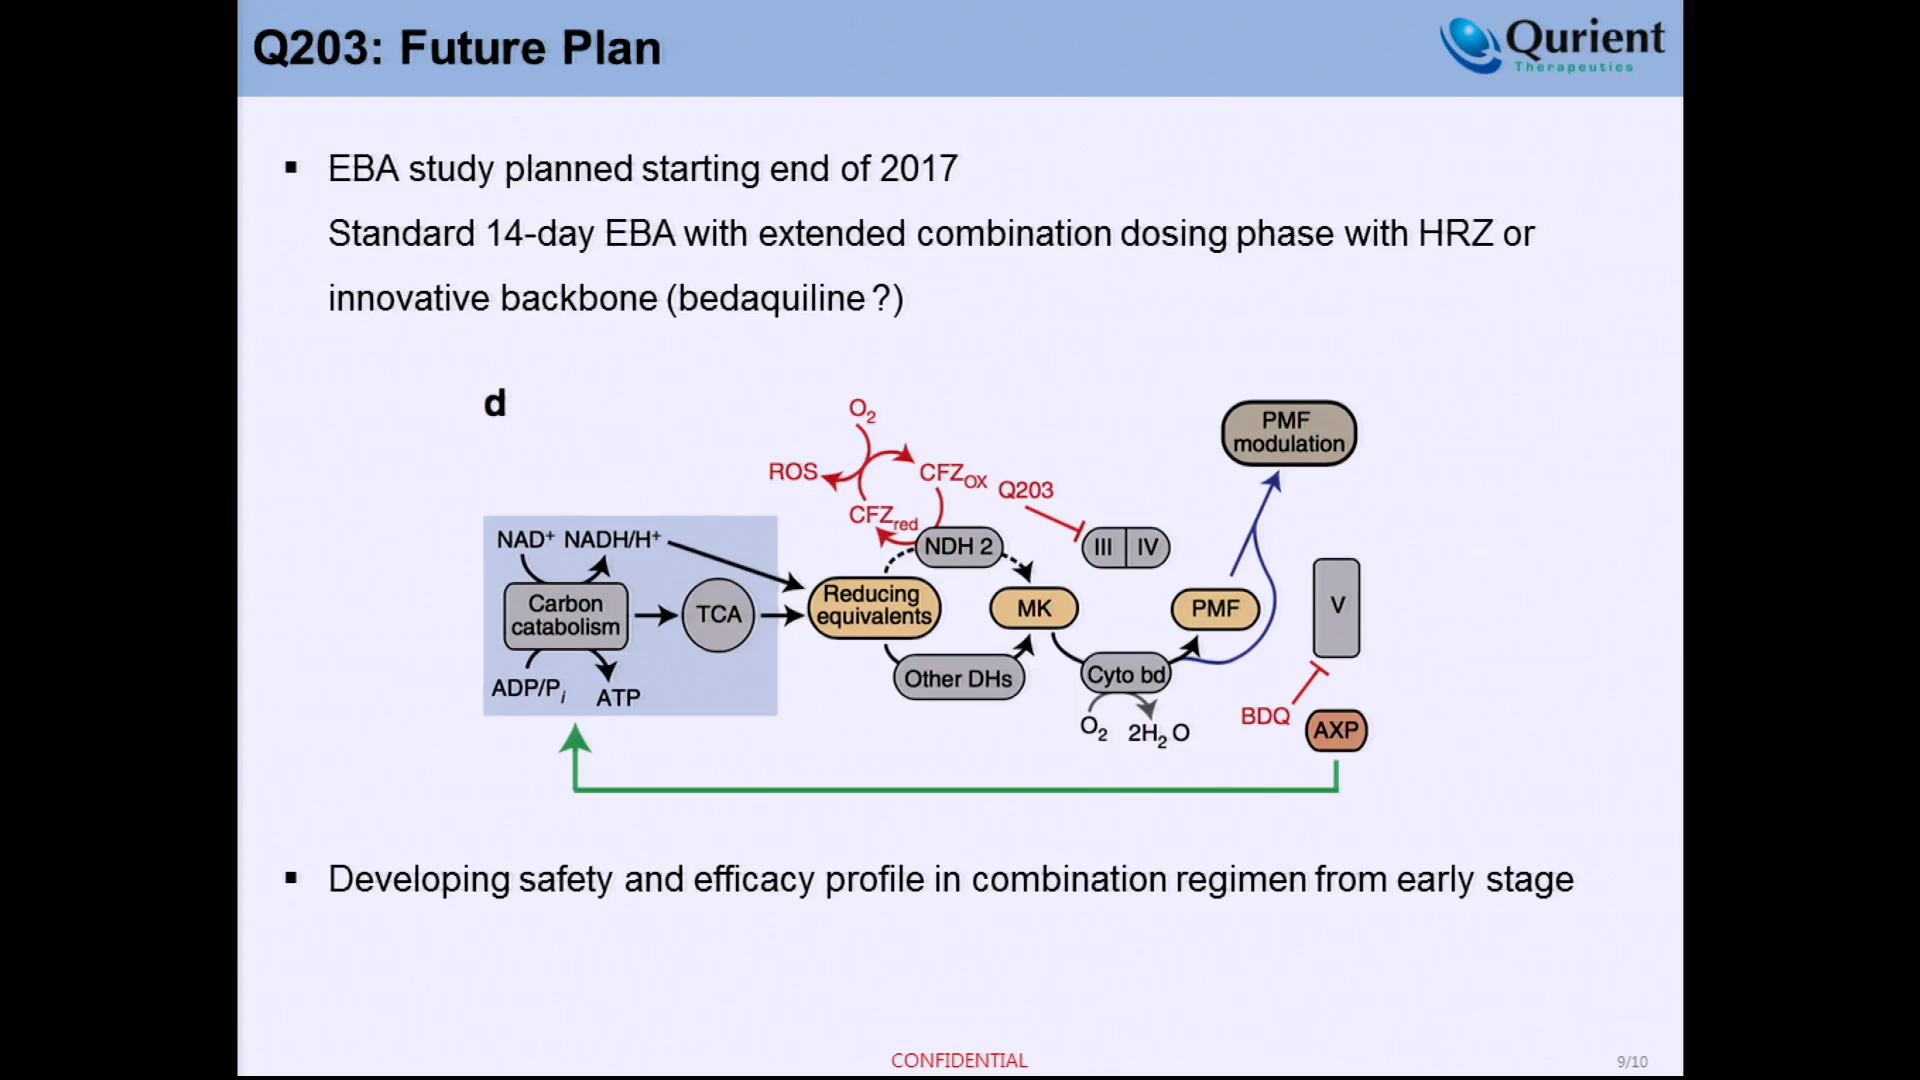 Q203: Future Plan
Qurient
Therapeutics
▪ EBA study planned starting end of 2017
Standard 14-day EBA with extended combination dosing phase with HRZ or
innovative backbone (bedaquiline ?)
d
O₂
ROS
CFZ_OX
Q203
CFZ_red
PMF
modulation
NAD⁺ NADH/H⁺
NDH 2
III IV
Carbon
catabolism
TCA
Reducing
equivalents
MK
PMF
V
ADP/Pᵢ
ATP
Other DHs
Cyto bd
O₂
2H₂O
BDQ
AXP
▪ Developing safety and efficacy profile in combination regimen from early stage
CONFIDENTIAL
9/10